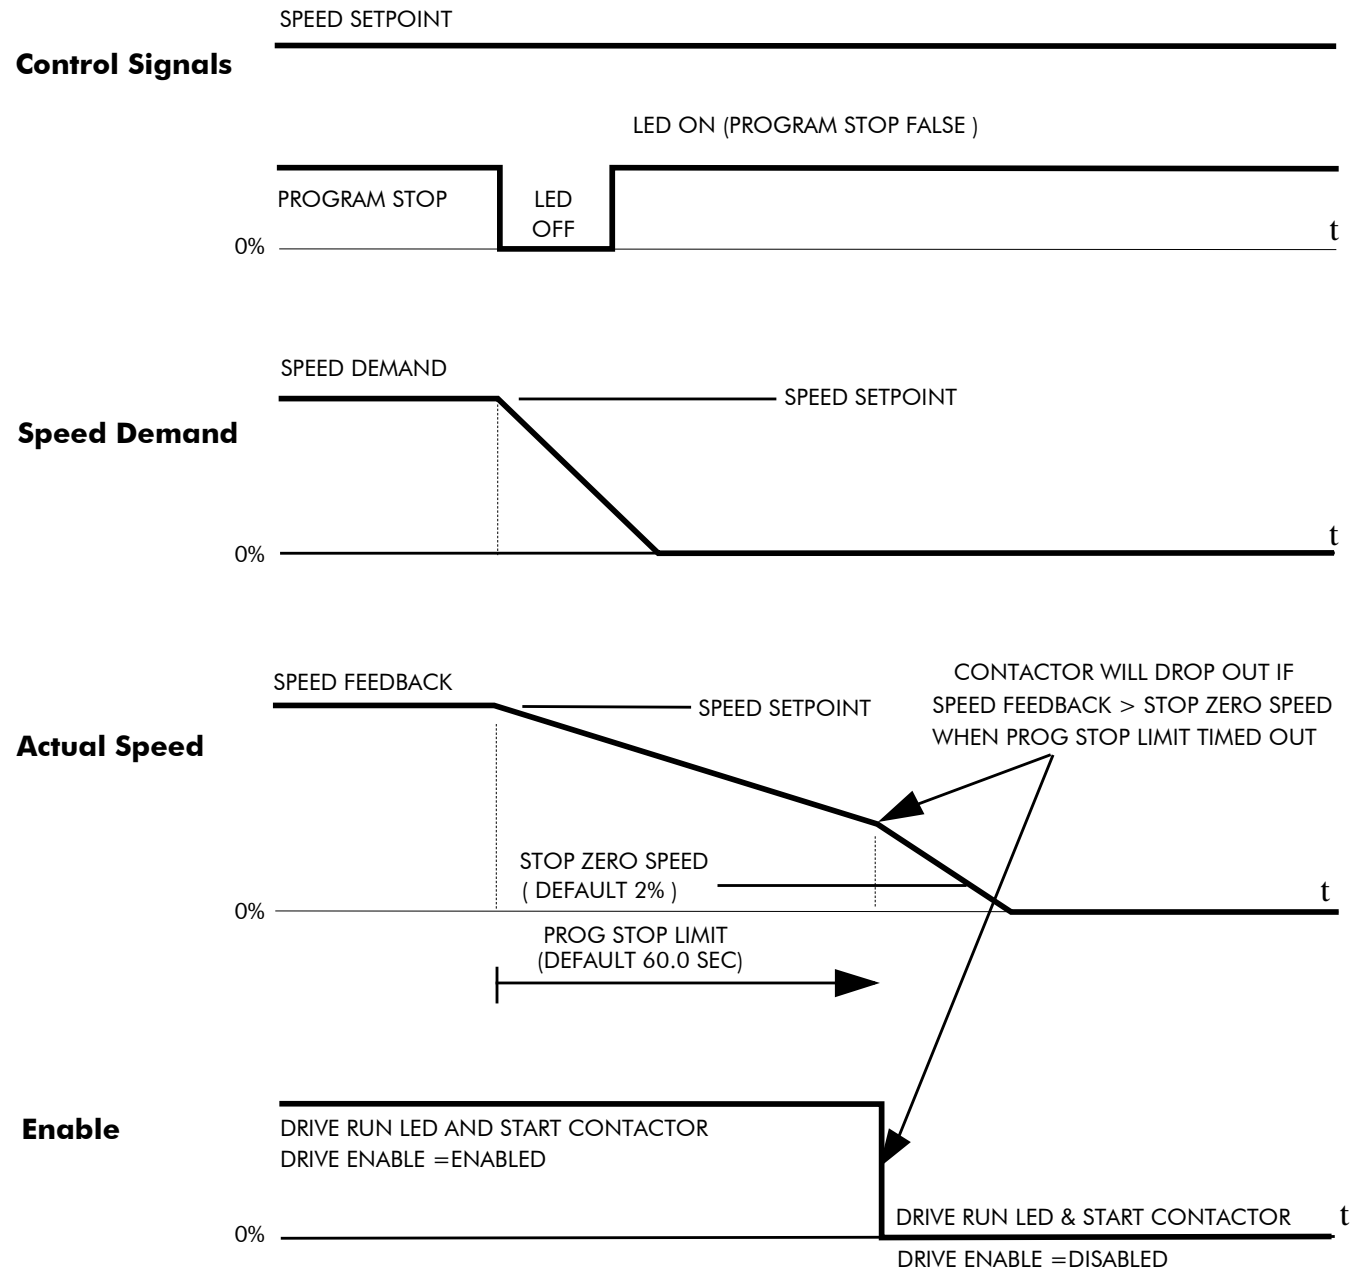 SPEED SETPOINT
Control Signals
LED ON (PROGRAM STOP FALSE )
PROGRAM STOP
LED
OFF
t
0%
SPEED DEMAND
SPEED SETPOINT
Speed Demand
t
0%
CONTACTOR WILL DROP OUT IF
SPEED FEEDBACK > STOP ZERO SPEED
WHEN PROG STOP LIMIT TIMED OUT
SPEED FEEDBACK
SPEED SETPOINT
Actual Speed
STOP ZERO SPEED
( DEFAULT 2% )
t
0%
PROG STOP LIMIT
(DEFAULT 60.0 SEC)
Enable
DRIVE RUN LED AND START CONTACTOR
DRIVE ENABLE =ENABLED
DRIVE RUN LED & START CONTACTOR
t
0%
DRIVE ENABLE =DISABLED